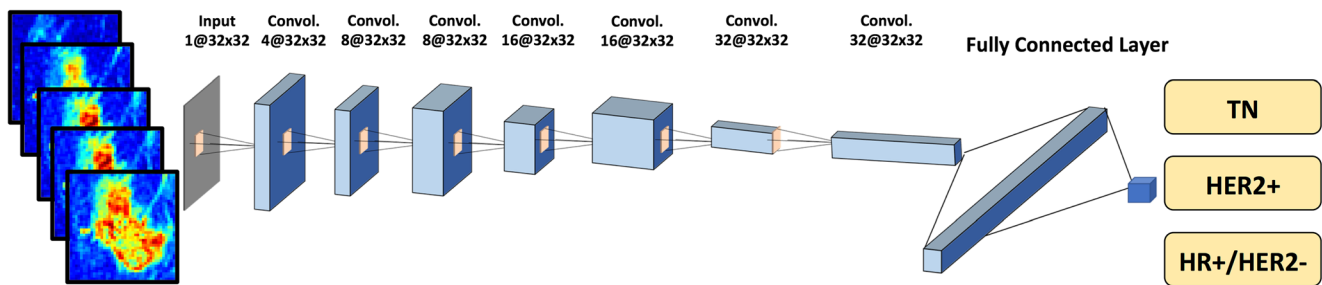 Input
1@32x32
Convol.
4@32x32
Convol.
8@32x32
Convol.
8@32x32
Convol.
16@32x32
Convol.
16@32x32
Convol.
32@32x32
Convol.
32@32x32
Fully Connected Layer
TN
HER2+
HR+/HER2-